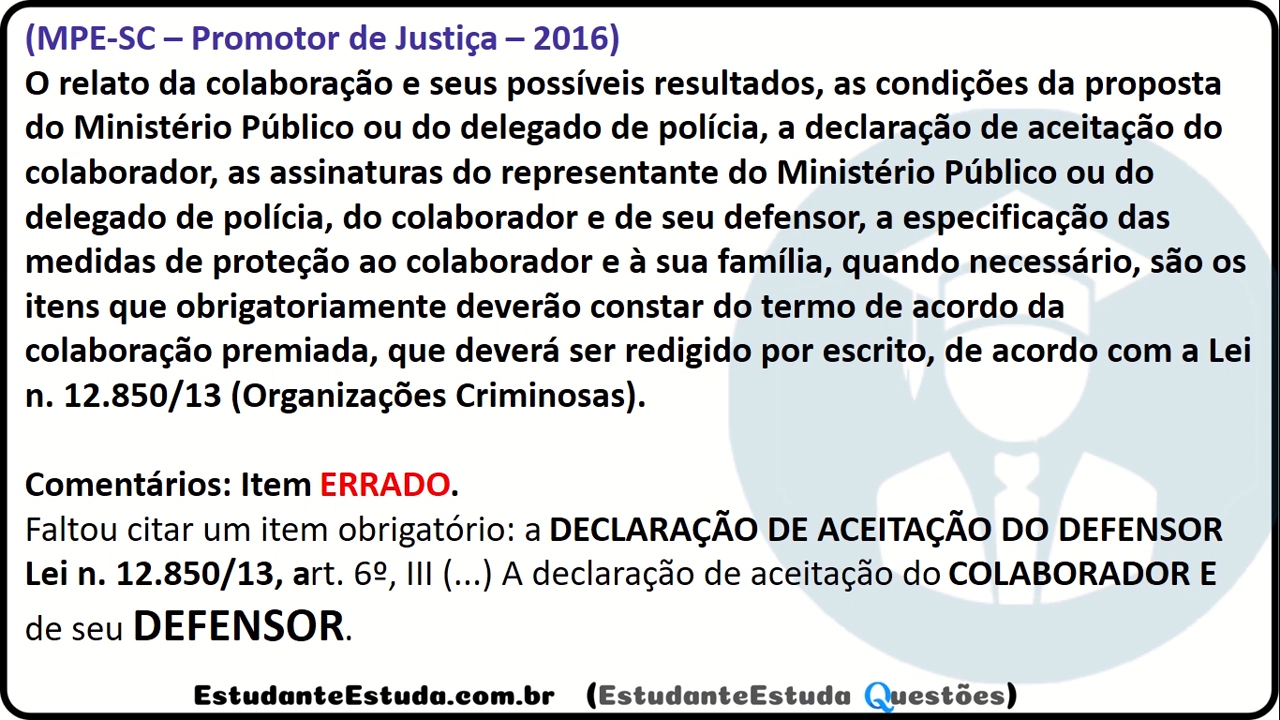 (MPE-SC – Promotor de Justiça – 2016)
O relato da colaboração e seus possíveis resultados, as condições da proposta
do Ministério Público ou do delegado de polícia, a declaração de aceitação do
colaborador, as assinaturas do representante do Ministério Público ou do
delegado de polícia, do colaborador e de seu defensor, a especificação das
medidas de proteção ao colaborador e à sua família, quando necessário, são os
itens que obrigatoriamente deverão constar do termo de acordo da
colaboração premiada, que deverá ser redigido por escrito, de acordo com a Lei
n. 12.850/13 (Organizações Criminosas).
Comentários: Item ERRADO.
Faltou citar um item obrigatório: a DECLARAÇÃO DE ACEITAÇÃO DO DEFENSOR
Lei n. 12.850/13, art. 6º, III (...) A declaração de aceitação do COLABORADOR E
de seu DEFENSOR.
EstudanteEstuda.com.br (EstudanteEstuda Questões)